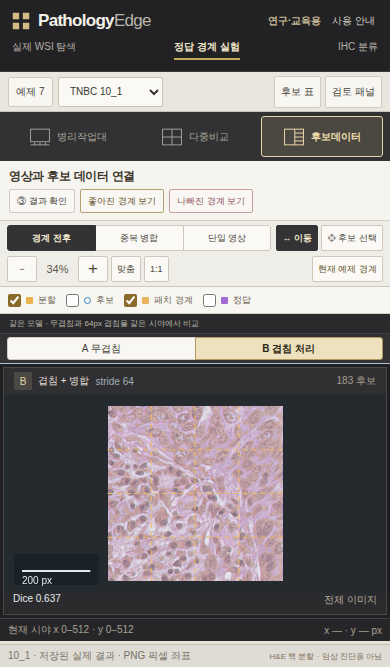 PathologyEdge
연구·교육용 사용 안내
실제 WSI 탐색 정답 경계 실험 IHC 분류
예제 7 TNBC 10_1 후보 표 검토 패널
병리작업대 다중비교 후보데이터
영상과 후보 데이터 연결
③ 결과 확인 좋아진 경계 보기 나빠진 경계 보기
경계 전후 중복 병합 단일 영상 ↔ 이동 후보 선택
− 34% + 맞춤 1:1 현재 예제 경계
분할 후보 패치 경계 정답
같은 모델 · 무겹침과 64px 겹침을 같은 시야에서 비교
A 무겹침 B 겹침 처리
B 겹침 + 병합 stride 64 183 후보
200 px
Dice 0.637 전체 이미지
현재 시야 x 0–512 · y 0–512 x — · y — px
10_1 · 저장된 실제 결과 · PNG 픽셀 좌표 H&E 핵 분할 · 임상 진단용 아님